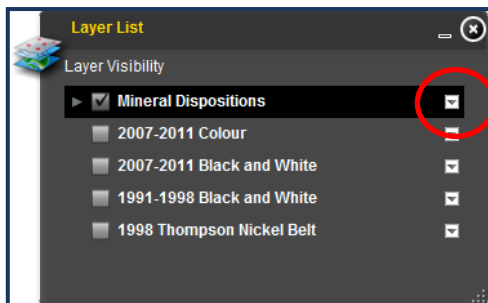 Layer List
Layer Visibility
Mineral Dispositions
2007-2011 Colour
2007-2011 Black and White
1991-1998 Black and White
1998 Thompson Nickel Belt